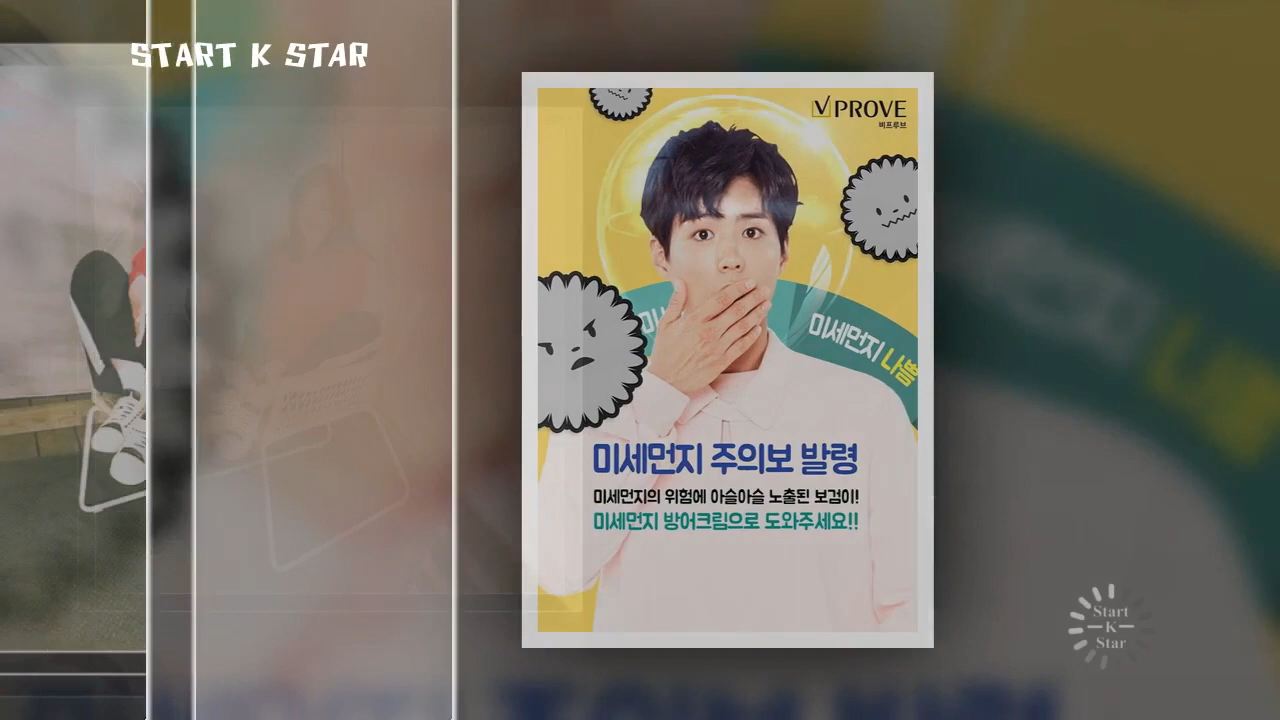 START K STAR
VPROVE
비프루브
미세먼지 나쁨
미세먼지 주의보 발령
미세먼지의 위험에 아슬아슬 노출된 보검이!
미세먼지 방어크림으로 도와주세요!!
Start
K
Star